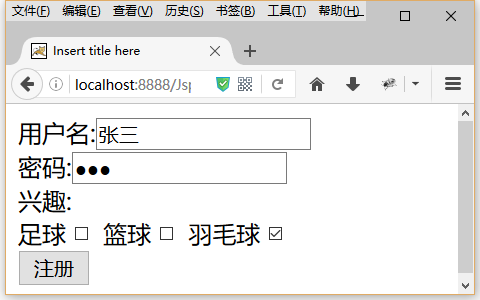 文件(F) 编辑(E) 查看(V) 历史(S) 书签(B) 工具(T) 帮助(H)
Insert title here
localhost:8888/Jsp
用户名:张三
密码:●●●
兴趣:
足球 篮球 羽毛球
注册